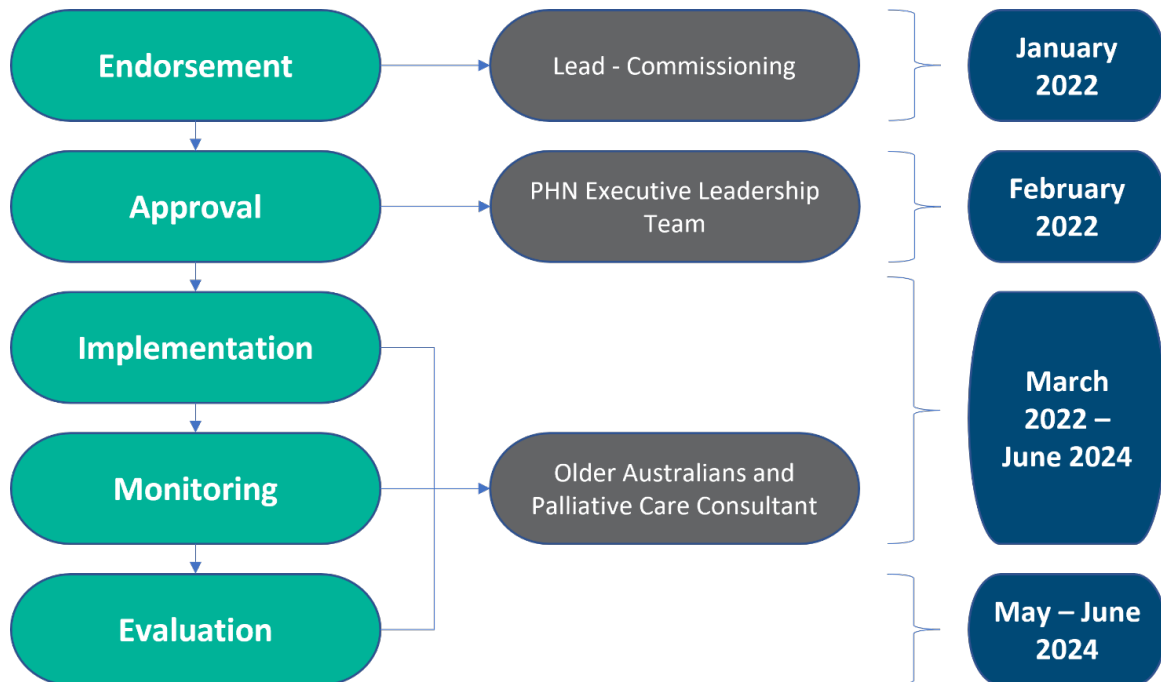 Endorsement
Lead - Commissioning
January
2022
Approval
PHN Executive Leadership
Team
February
2022
Implementation
Monitoring
Older Australians and
Palliative Care Consultant
March
2022 –
June 2024
Evaluation
May – June
2024